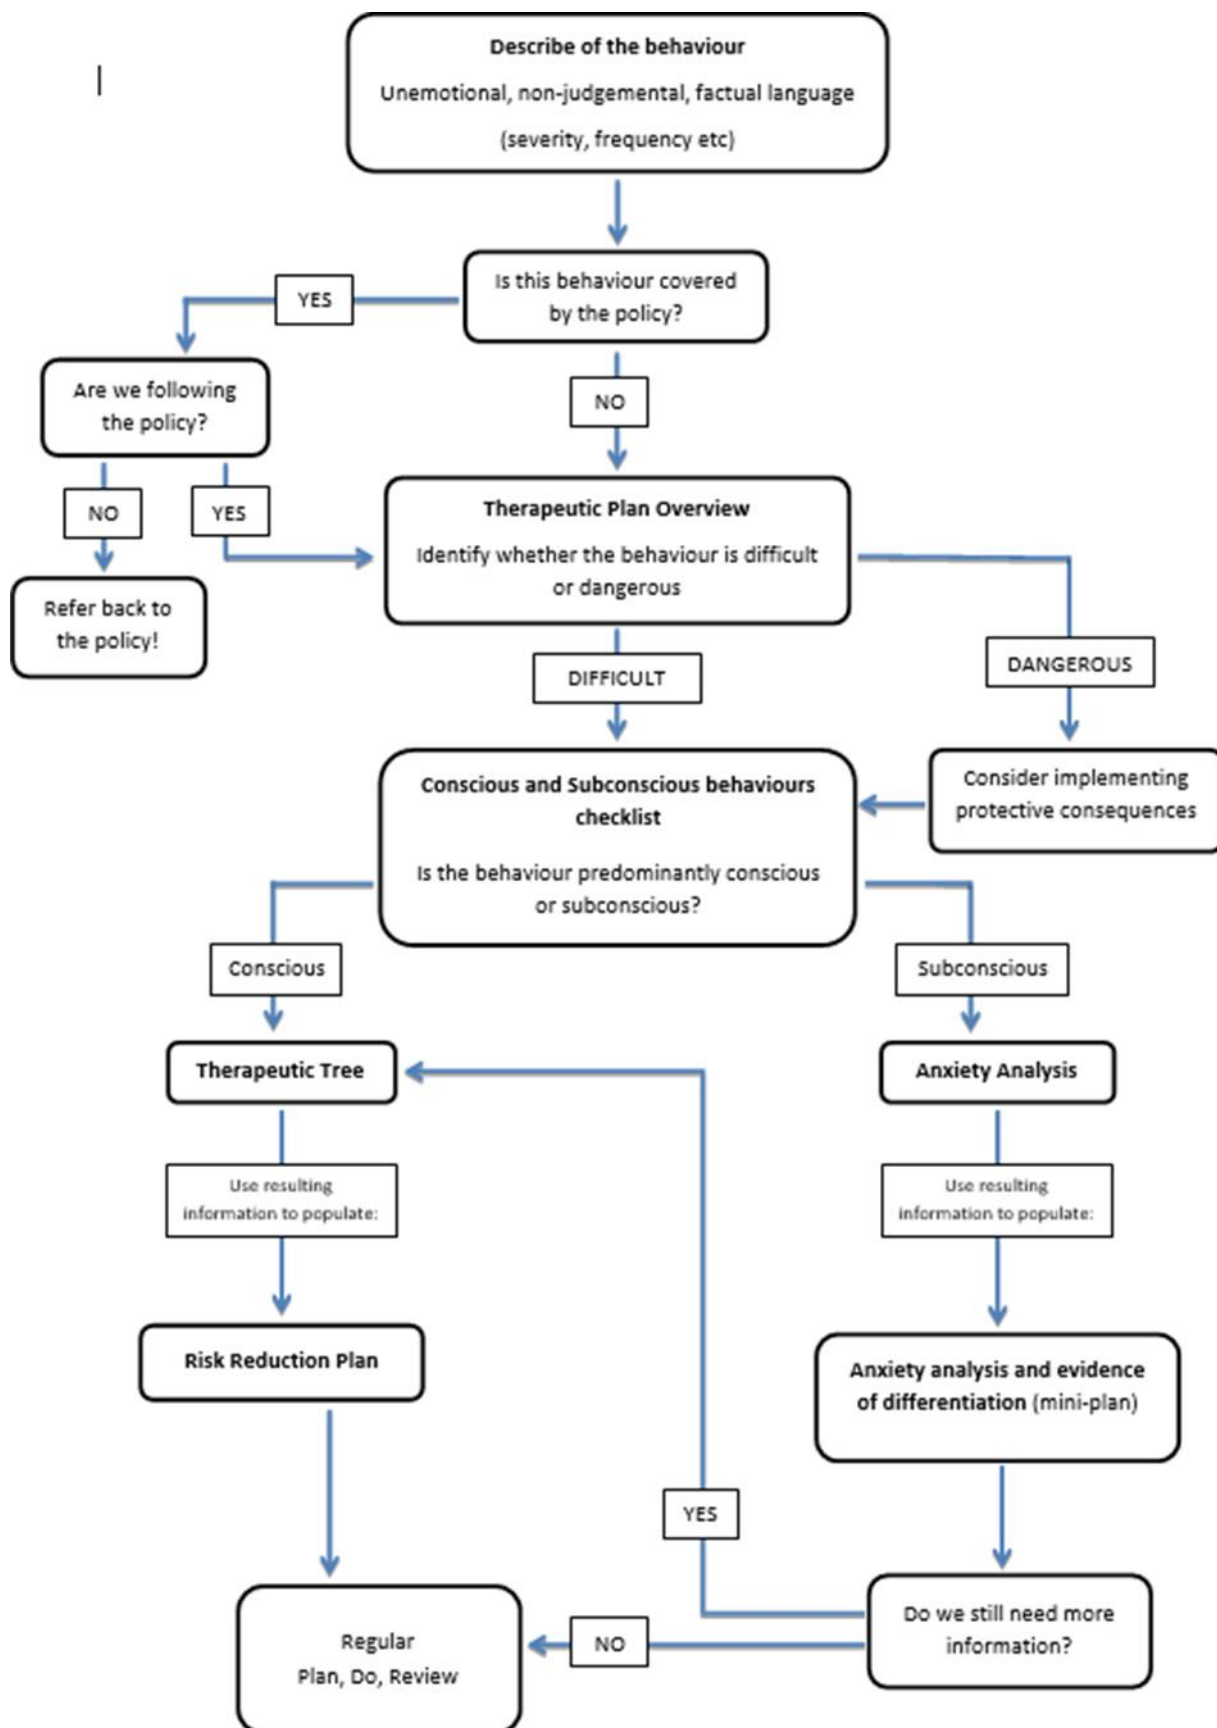 Describe of the behaviour
Unemotional, non-judgemental, factual language
(severity, frequency etc)
Is this behaviour covered
by the policy?
YES
Are we following
the policy?
NO
NO
YES
Therapeutic Plan Overview
Identify whether the behaviour is difficult
or dangerous
Refer back to
the policy!
DIFFICULT
DANGEROUS
Conscious and Subconscious behaviours
checklist
Is the behaviour predominantly conscious
or subconscious?
Consider implementing
protective consequences
Conscious
Subconscious
Therapeutic Tree
Anxiety Analysis
Use resulting
information to populate:
Use resulting
information to populate:
Risk Reduction Plan
Anxiety analysis and evidence
of differentiation (mini-plan)
YES
Do we still need more
information?
NO
Regular
Plan, Do, Review